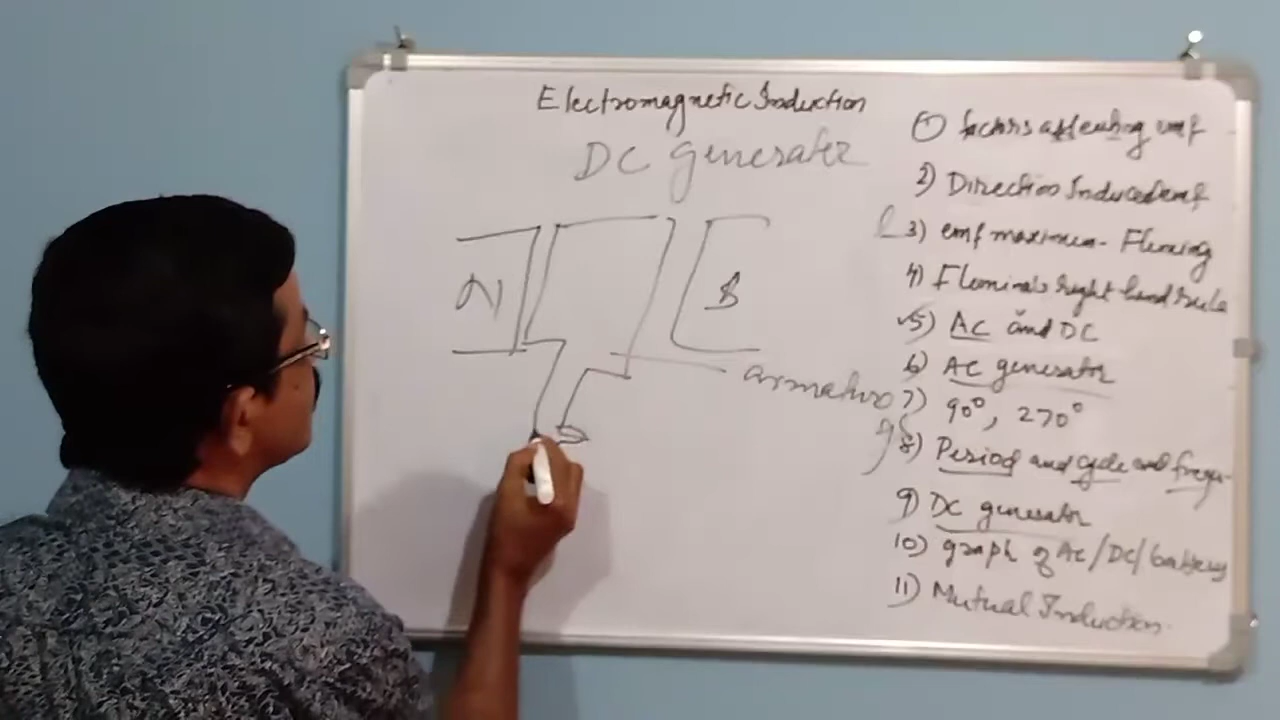 Electromagnetic Induction
DC generator
N
S
armature
1) factors affecting emf
2) Direction Induced emf
3) emf maximum - Fleming
4) Fleming's right hand rule
5) AC and DC
6) AC generator
7) 90°, 270°
8) Period and cycle and freque-
9) DC generator
10) graph of AC/DC/battery
11) Mutual Induction.